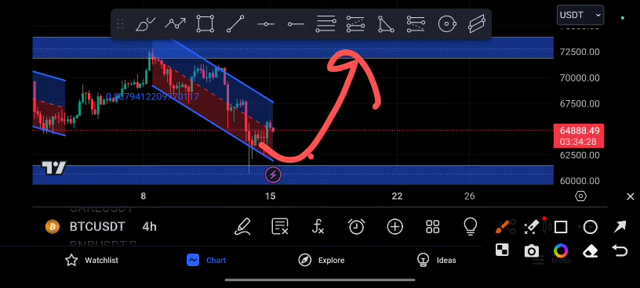 USDT
72500.00
70000.00
0.8379412209770117
67500.00
64888.49
03:34:28
62500.00
60000.00
8
15
22
26
BTCUSDT 4h
Watchlist
Chart
Explore
Ideas